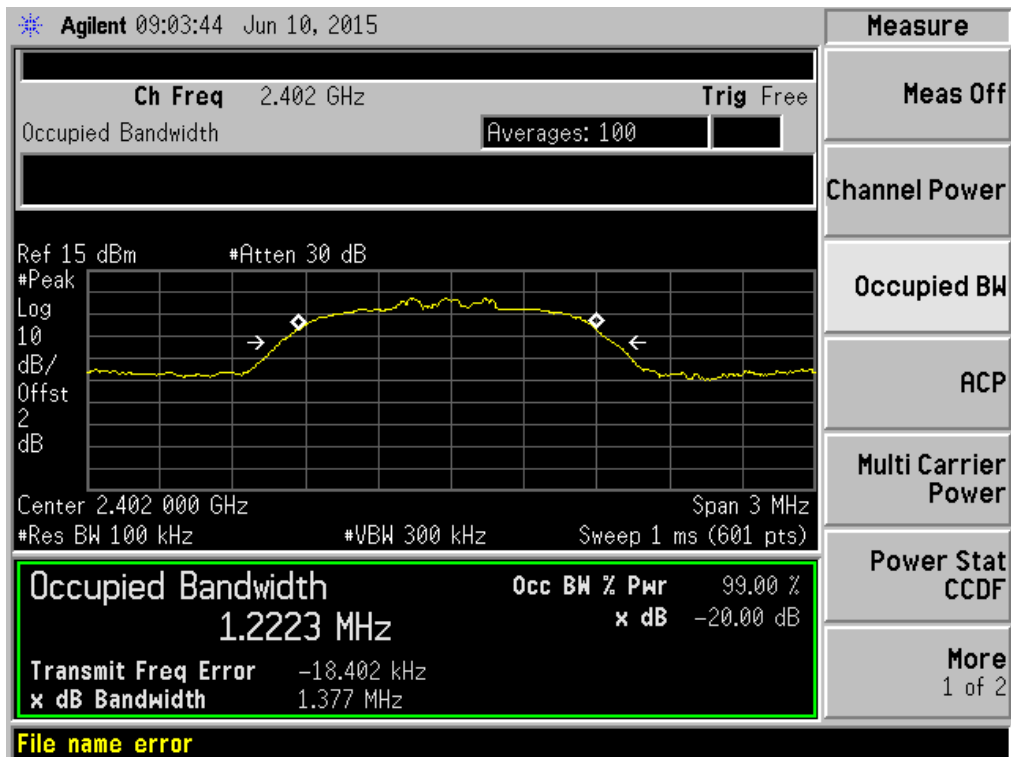 Agilent 09:03:44 Jun 10, 2015
Measure
Ch Freq 2.402 GHz Trig Free
Occupied Bandwidth Averages: 100
Meas Off
Channel Power
Occupied BW
ACP
Multi Carrier
Power
Power Stat
CCDF
More
1 of 2
Ref 15 dBm #Atten 30 dB
#Peak
Log
10
dB/
Offst
2
dB
Center 2.402 000 GHz Span 3 MHz
#Res BW 100 kHz #VBW 300 kHz Sweep 1 ms (601 pts)
Occupied Bandwidth Occ BW % Pwr 99.00 %
1.2223 MHz x dB -20.00 dB
Transmit Freq Error -18.402 kHz
x dB Bandwidth 1.377 MHz
File name error